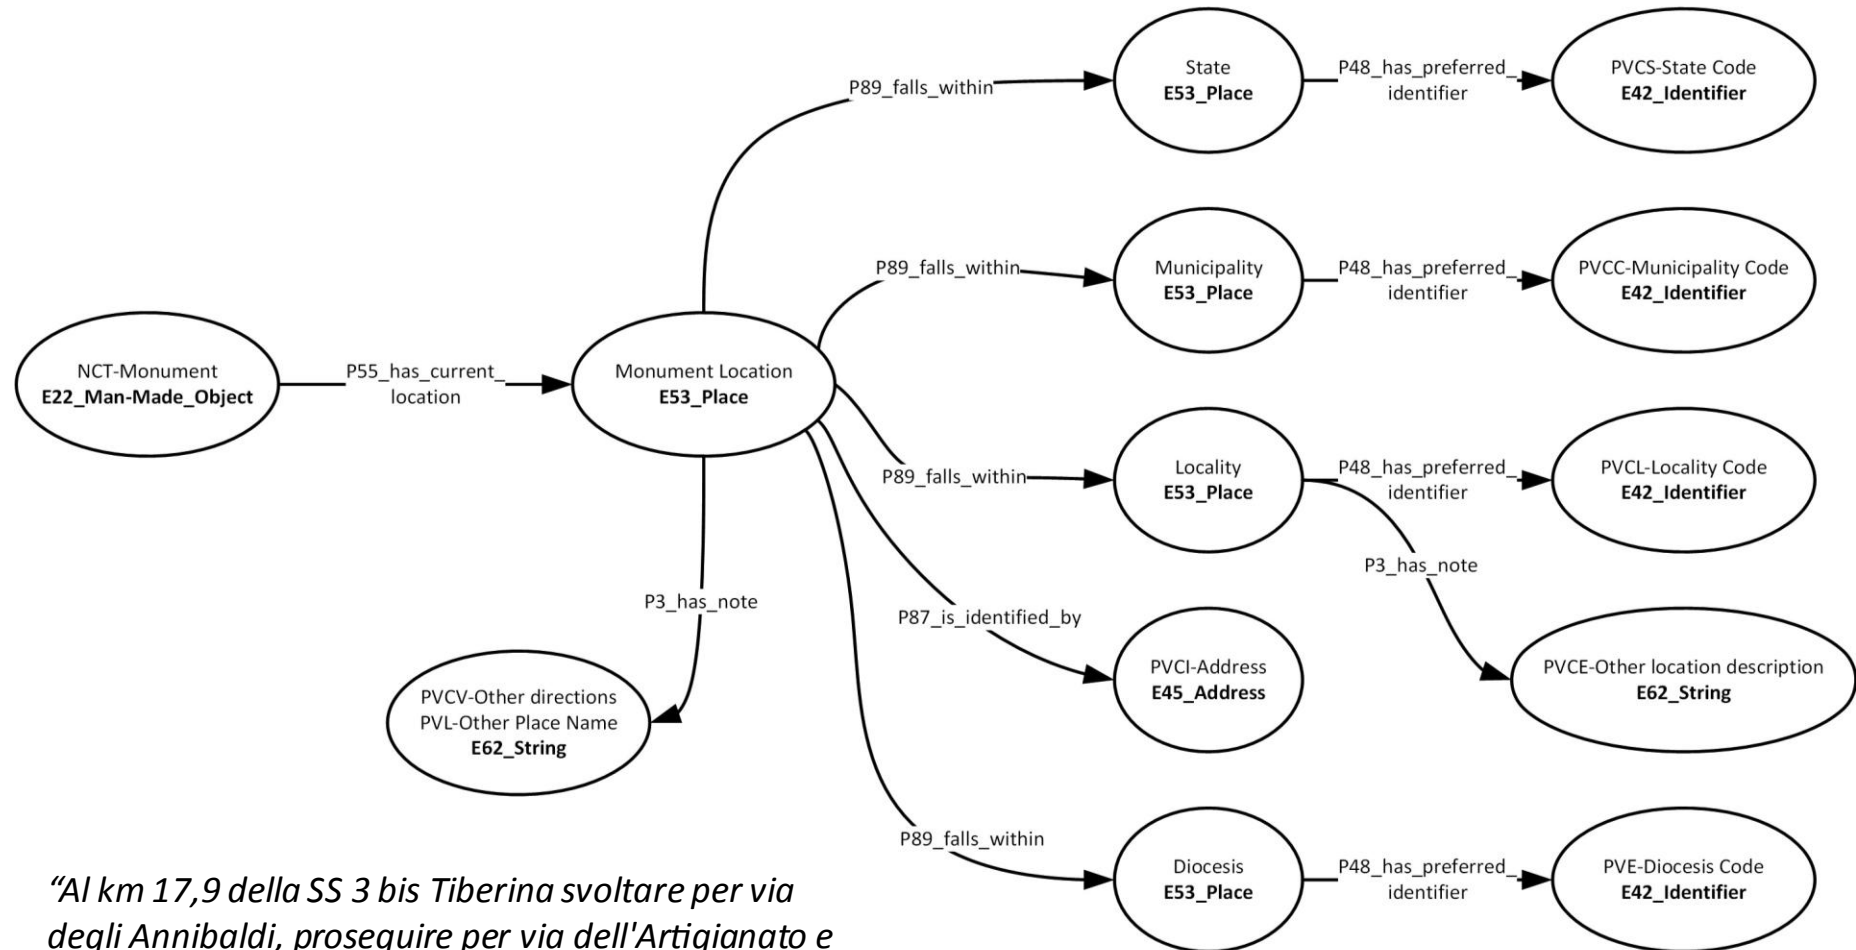 P89_falls_within
State
E53_Place
P48_has_preferred_
identifier
PVCS-State Code
E42_Identifier
P89_falls_within
Municipality
E53_Place
P48_has_preferred_
identifier
PVCC-Municipality Code
E42_Identifier
NCT-Monument
E22_Man-Made_Object
P55_has_current_
location
Monument Location
E53_Place
P89_falls_within
Locality
E53_Place
P48_has_preferred_
identifier
PVCL-Locality Code
E42_Identifier
P3_has_note
P3_has_note
P87_is_identified_by
PVCI-Address
E45_Address
PVCE-Other location description
E62_String
PVCV-Other directions
PVL-Other Place Name
E62_String
P89_falls_within
Diocesis
E53_Place
P48_has_preferred_
identifier
PVE-Diocesis Code
E42_Identifier
“Al km 17,9 della SS 3 bis Tiberina svoltare per via
degli Annibaldi, proseguire per via dell'Artigianato e